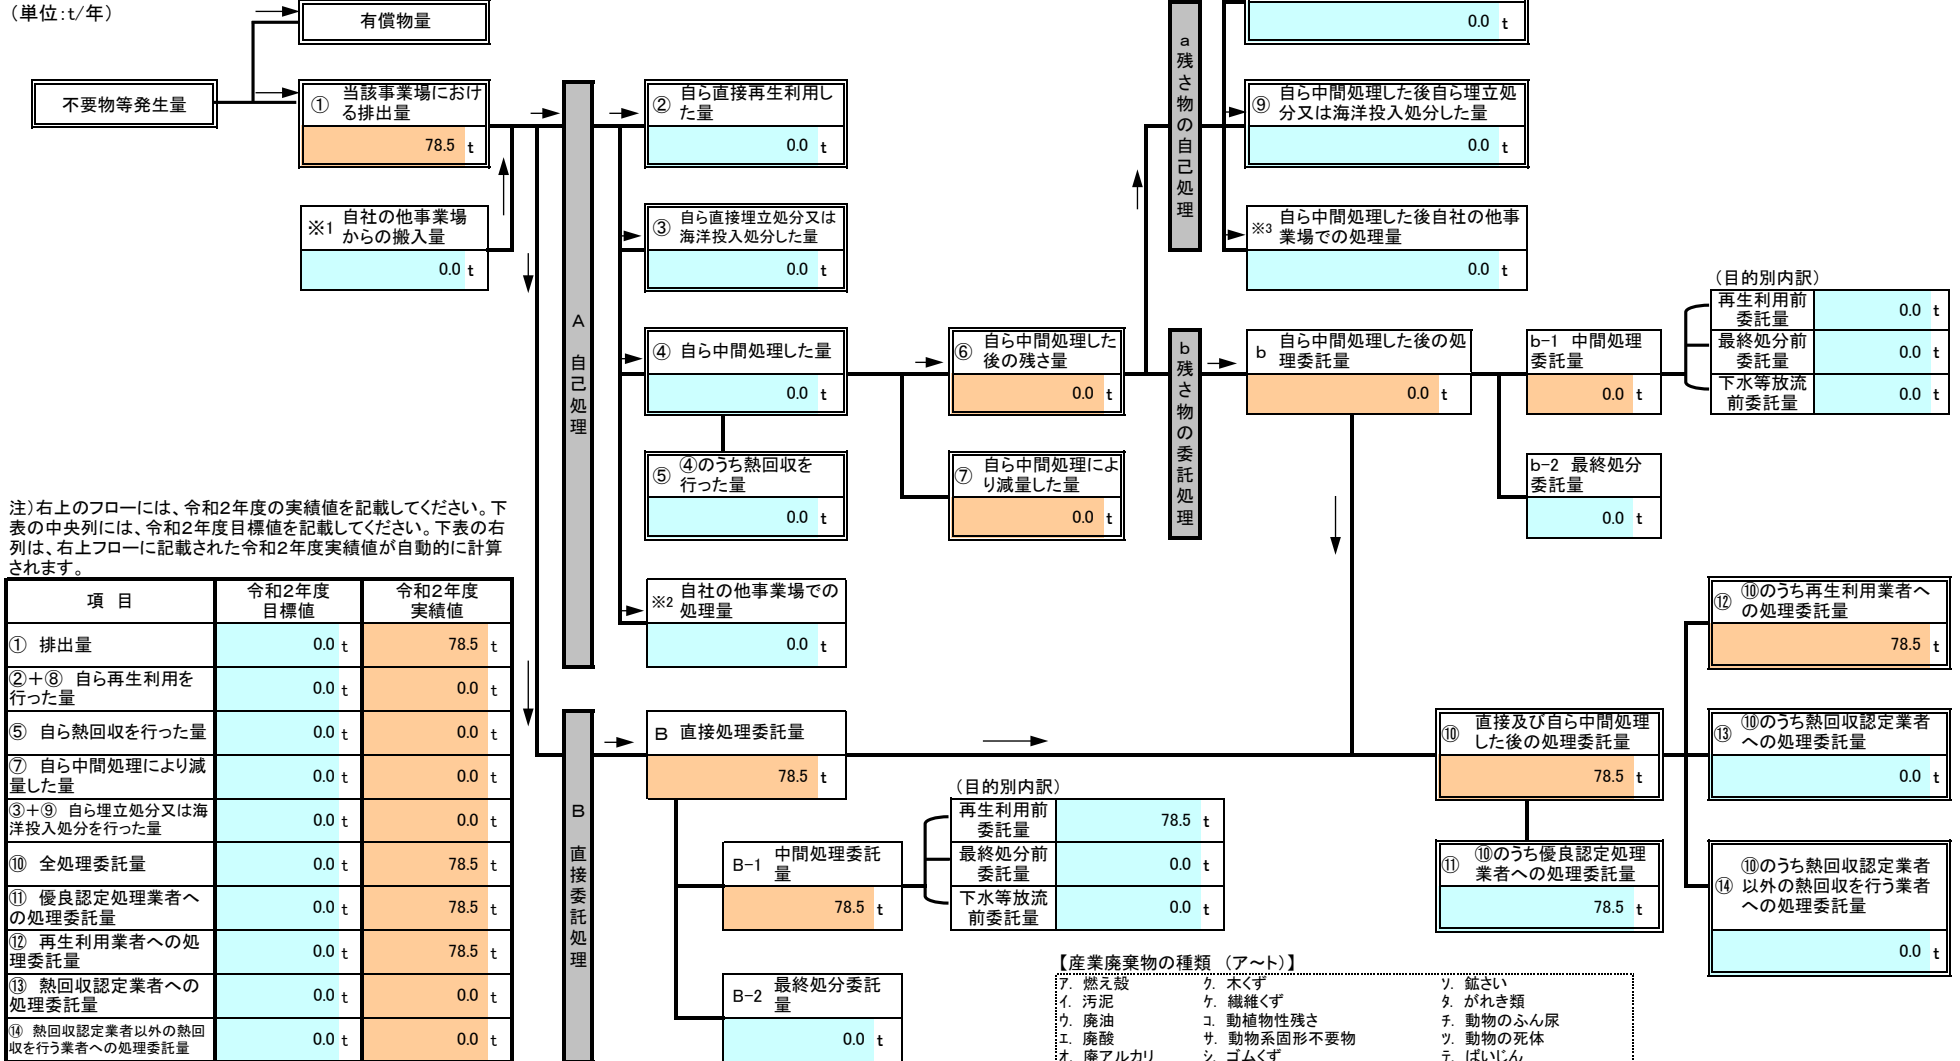 （単位：t/年）
有償物量
不要物等発生量
① 当該事業場におけ
る排出量
78.5 t
※1 自社の他事業場
からの搬入量
0.0 t
A 自己処理
② 自ら直接再生利用し
た量
0.0 t
③ 自ら直接埋立処分又は
海洋投入処分した量
0.0 t
④ 自ら中間処理した量
0.0 t
⑤ ④のうち熱回収を
行った量
0.0 t
※2 自社の他事業場での
処理量
0.0 t
⑥ 自ら中間処理した
後の残さ量
0.0 t
⑦ 自ら中間処理によ
り減量した量
0.0 t
a 残さ物の自己処理
0.0 t
⑨ 自ら中間処理した後自ら埋立処
分又は海洋投入処分した量
0.0 t
※3 自ら中間処理した後自社の他事
業場での処理量
0.0 t
b 残さ物の委託処理
b 自ら中間処理した後の処
理委託量
0.0 t
b-1 中間処理
委託量
0.0 t
b-2 最終処分
委託量
0.0 t
（目的別内訳）
再生利用前
委託量 0.0 t
最終処分前
委託量 0.0 t
下水等放流
前委託量 0.0 t
注）右上のフローには、令和２年度の実績値を記載してください。下
表の中央列には、令和２年度目標値を記載してください。下表の右
列は、右上フローに記載された令和２年度実績値が自動的に計算
されます。
項 目 令和２年度
目標値 令和２年度
実績値
① 排出量 0.0 t 78.5 t
②＋⑧ 自ら再生利用を
行った量 0.0 t 0.0 t
⑤ 自ら熱回収を行った量 0.0 t 0.0 t
⑦ 自ら中間処理により減
量した量 0.0 t 0.0 t
③＋⑨ 自ら埋立処分又は海
洋投入処分を行った量 0.0 t 0.0 t
⑩ 全処理委託量 0.0 t 78.5 t
⑪ 優良認定処理業者へ
の処理委託量 0.0 t 78.5 t
⑫ 再生利用業者への処
理委託量 0.0 t 78.5 t
⑬ 熱回収認定業者への
処理委託量 0.0 t 0.0 t
⑭ 熱回収認定業者以外の熱回
収を行う業者への処理委託量 0.0 t 0.0 t
B 直接委託処理
B 直接処理委託量
78.5 t
B-1 中間処理委託
量
78.5 t
B-2 最終処分委託
量
0.0 t
（目的別内訳）
再生利用前
委託量 78.5 t
最終処分前
委託量 0.0 t
下水等放流
前委託量 0.0 t
⑩ 直接及び自ら中間処理
した後の処理委託量
78.5 t
⑪ ⑩のうち優良認定処理
業者への処理委託量
78.5 t
⑫ ⑩のうち再生利用業者へ
の処理委託量
78.5 t
⑬ ⑩のうち熱回収認定業者
への処理委託量
0.0 t
⑭ ⑩のうち熱回収認定業者
以外の熱回収を行う業者
への処理委託量
0.0 t
【産業廃棄物の種類 （ア～ト）】
ｱ. 燃え殻 ｸ. 木くず ｿ. 鉱さい
ｲ. 汚泥 ｹ. 繊維くず ﾀ. がれき類
ｳ. 廃油 ｺ. 動植物性残さ ﾁ. 動物のふん尿
ｴ. 廃酸 ｻ. 動物系固形不要物 ﾂ. 動物の死体
ｵ. 廃アルカリ ｼ. ゴムくず ﾃ. ばいじん